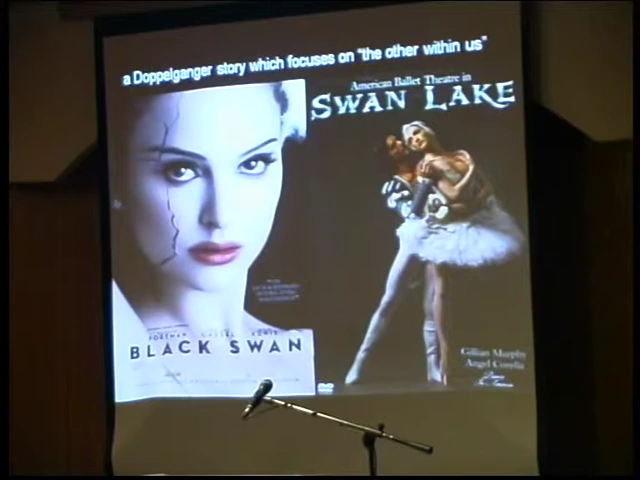 a Doppelganger story which focuses on "the other within us"
American Ballet Theatre in
SWAN LAKE
BLACK SWAN
Gillian Murphy
Angel Corella